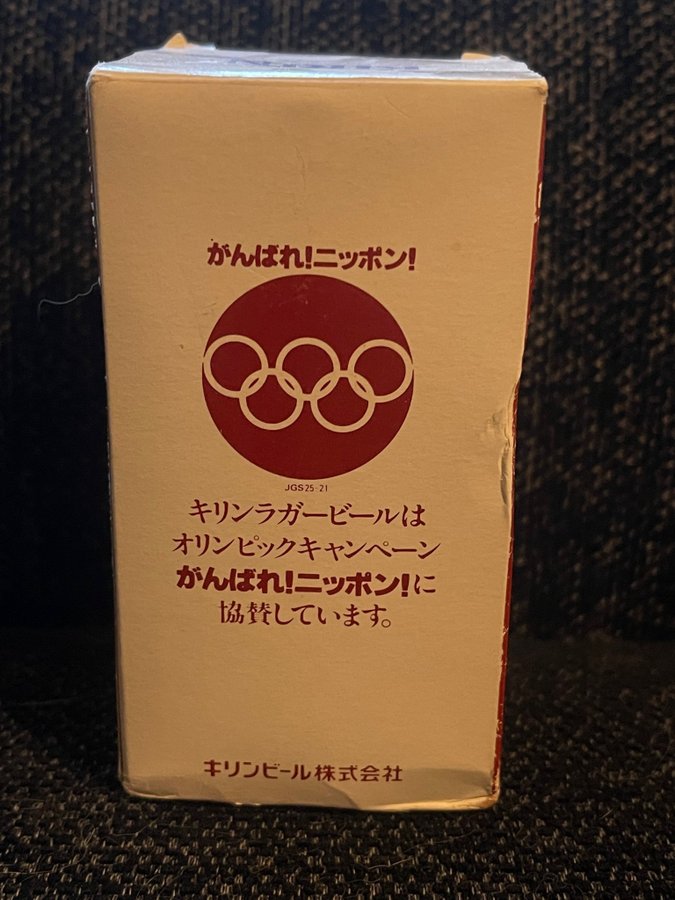 がんばれ!ニッポン!
JGS25-21
キリンラガービールは
オリンピックキャンペーン
がんばれ!ニッポン!に
協賛しています。
キリンビール株式会社